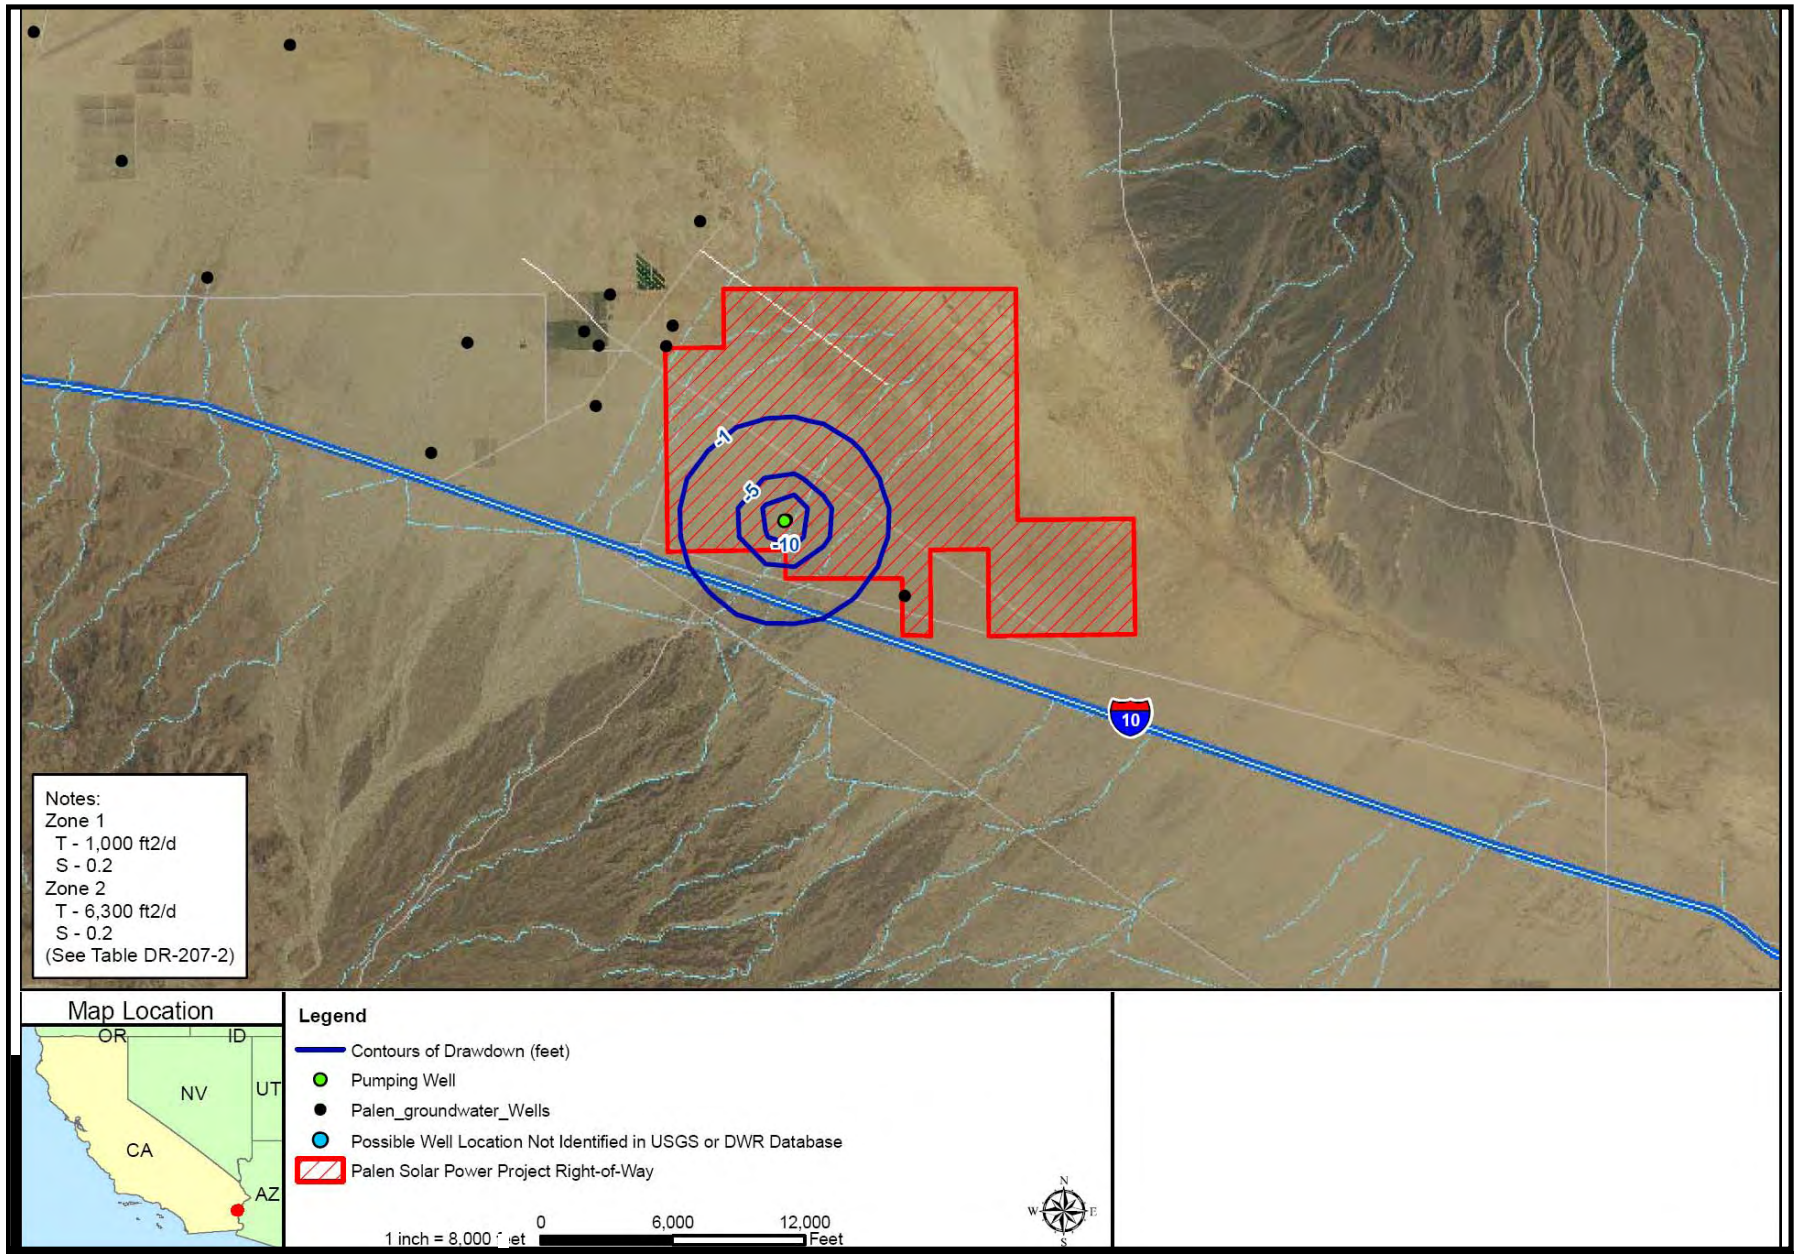 -1
-5
-10
10
Notes:
Zone 1
T - 1,000 ft2/d
S - 0.2
Zone 2
T - 6,300 ft2/d
S - 0.2
(See Table DR-207-2)
Map Location
OR
ID
NV
UT
CA
AZ
Legend
Contours of Drawdown (feet)
Pumping Well
Palen_groundwater_Wells
Possible Well Location Not Identified in USGS or DWR Database
Palen Solar Power Project Right-of-Way
N
W
E
S
0 6,000 12,000
1 inch = 8,000 feet
Feet